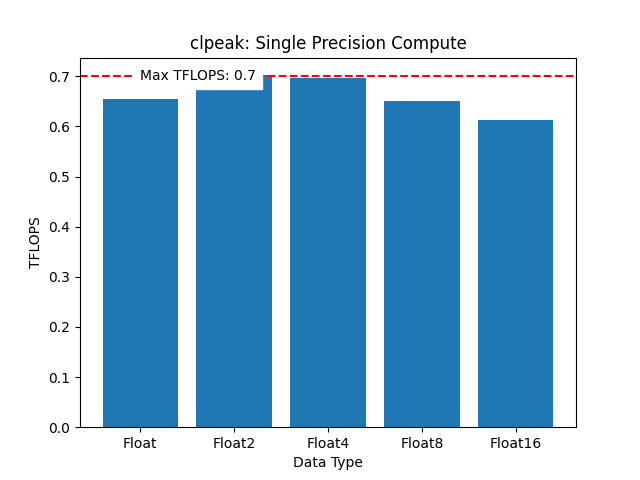 clpeak: Single Precision Compute
Max TFLOPS: 0.7
TFLOPS
0.7
0.6
0.5
0.4
0.3
0.2
0.1
0.0
Float
Float2
Float4
Float8
Float16
Data Type